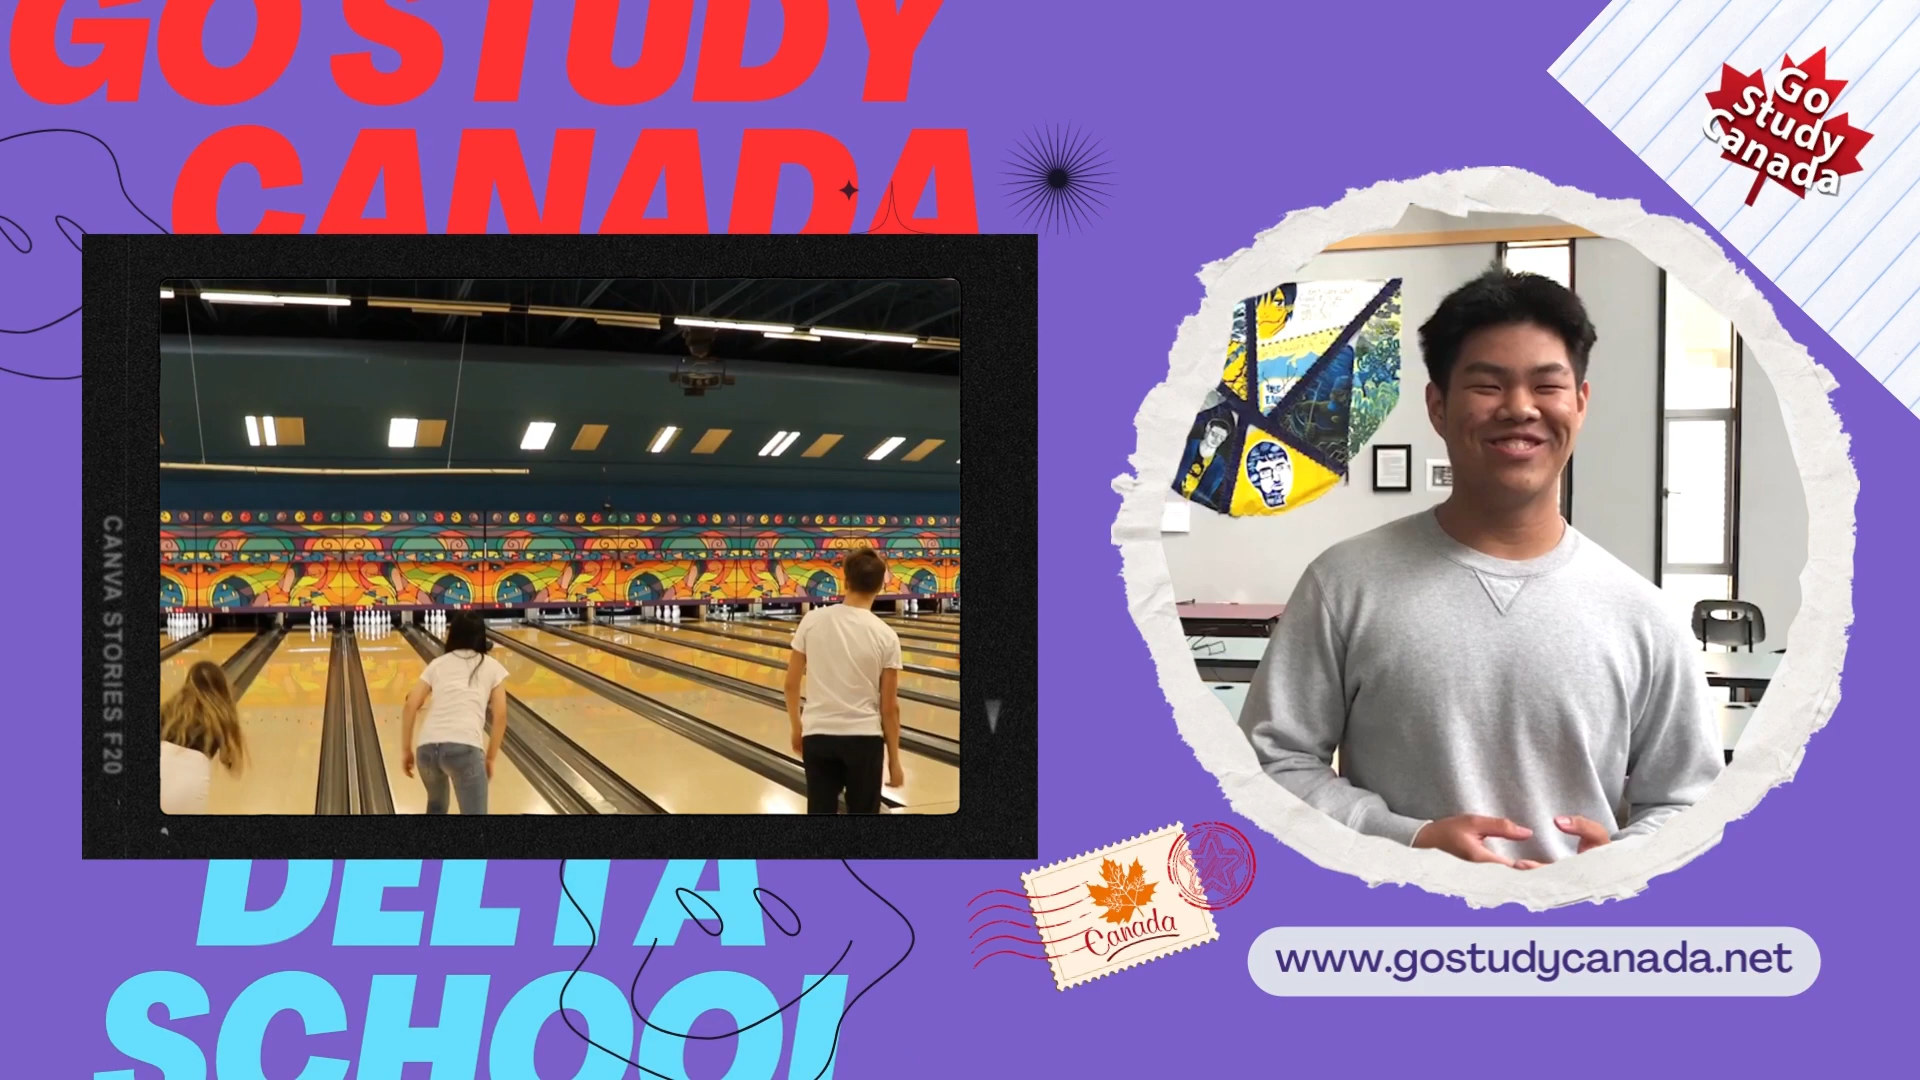 GO STUDY
CANADA
Go
Study
Canada
CANVA STORIES F20
Canada
DELTA
SCHOOL
www.gostudycanada.net